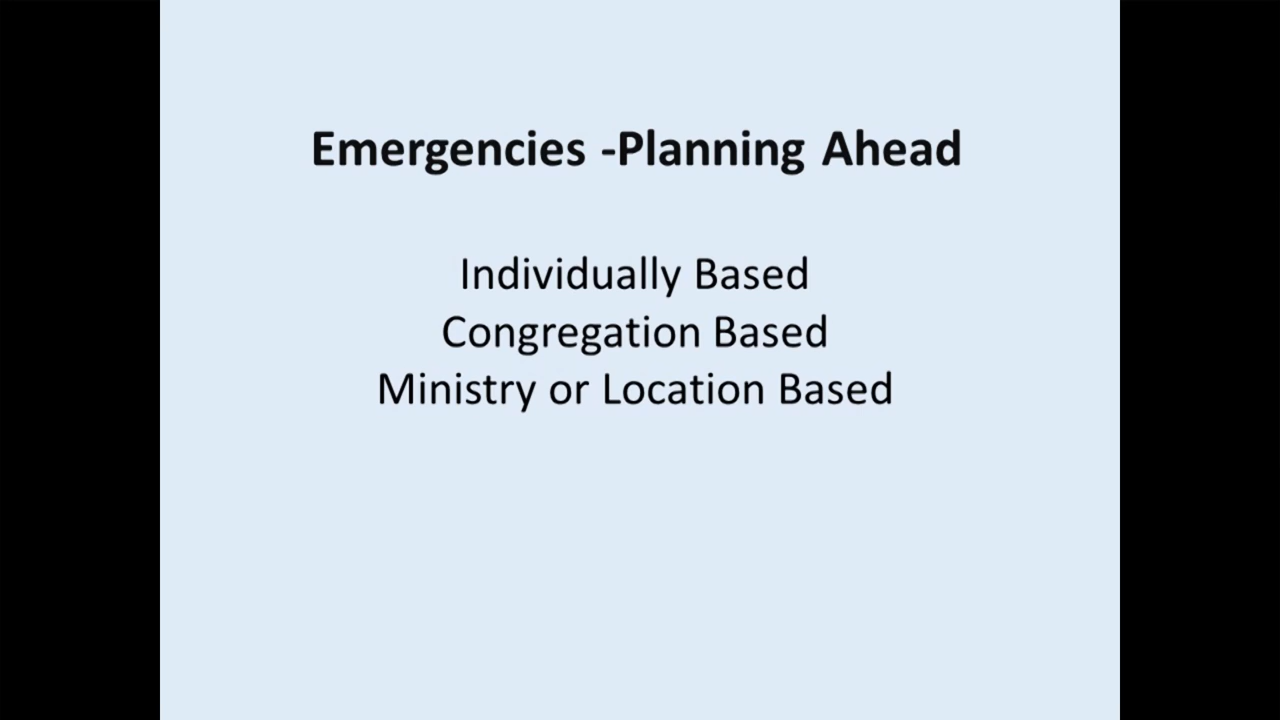 Emergencies -Planning Ahead
Individually Based
Congregation Based
Ministry or Location Based